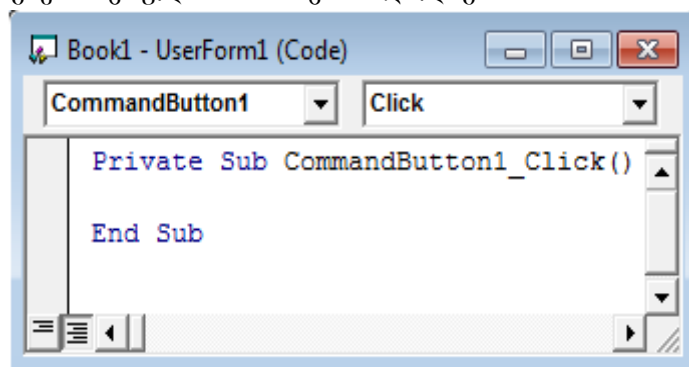 Book1 - UserForm1 (Code)
CommandButton1 Click
Private Sub CommandButton1_Click()
End Sub